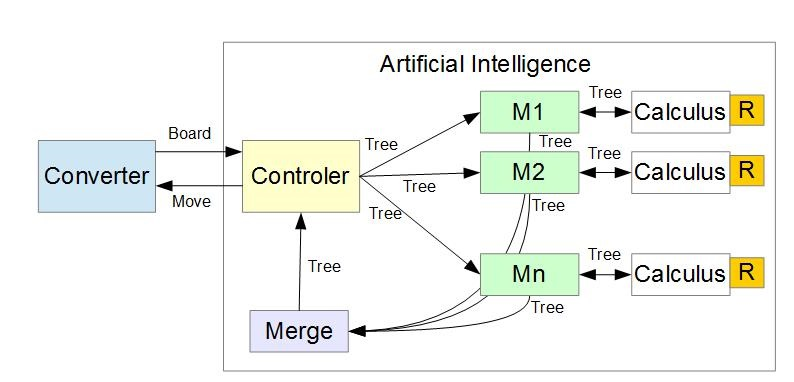 Artificial Intelligence
M1
Tree
Calculus
R
Tree
Board
Tree
M2
Tree
Calculus
R
Converter
Controler
Tree
Move
Tree
Tree
Mn
Tree
Calculus
R
Tree
Tree
Merge